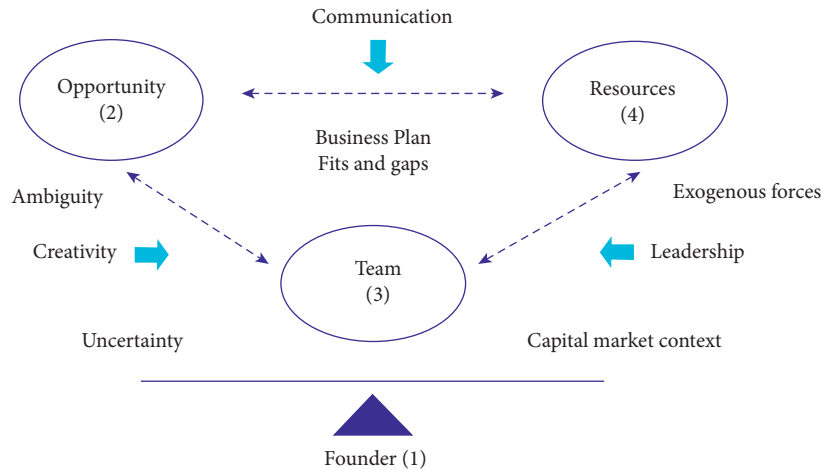 Communication
Opportunity
(2)
Resources
(4)
Business Plan
Fits and gaps
Ambiguity
Exogenous forces
Creativity
Team
(3)
Leadership
Uncertainty
Capital market context
Founder (1)